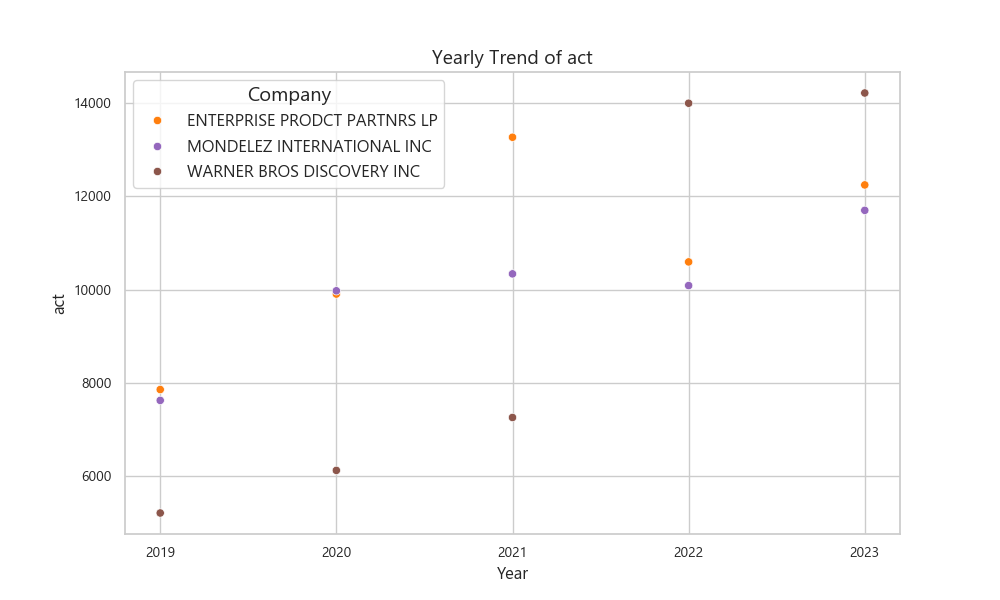 Yearly Trend of act
Company
ENTERPRISE PRODCT PARTNRS LP
MONDELEZ INTERNATIONAL INC
WARNER BROS DISCOVERY INC
14000
12000
10000
8000
6000
act
2019 2020 2021 2022 2023
Year